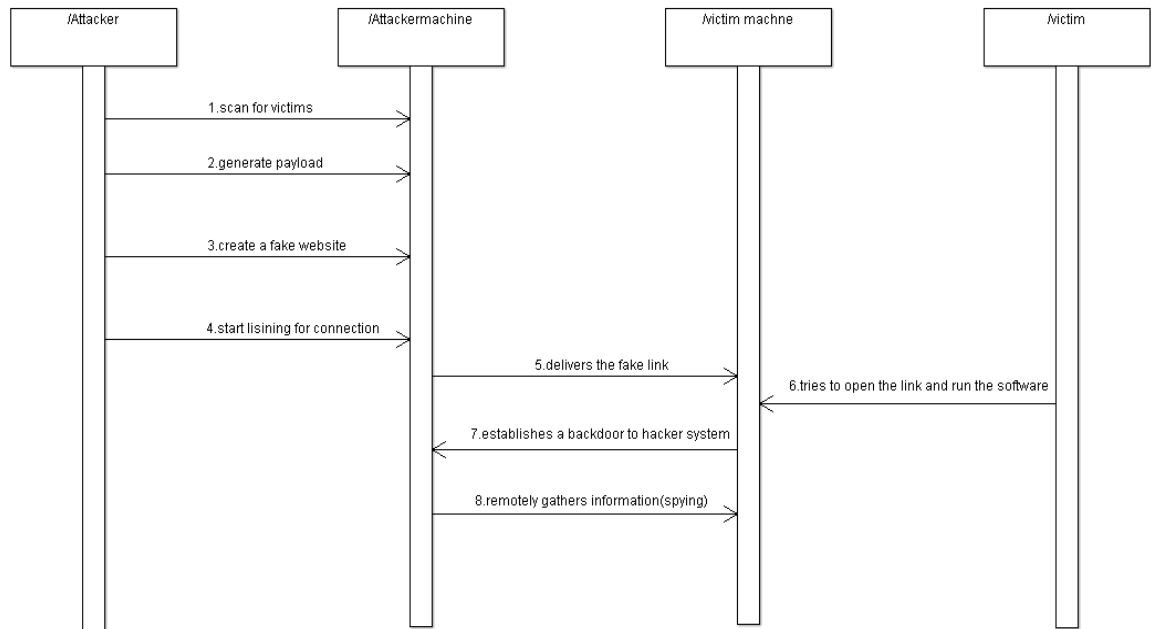 /Attacker
/Attackermachine
/victim machne
/victim
1.scan for victims
2.generate payload
3.create a fake website
4.start lisining for connection
5.delivers the fake link
6.tries to open the link and run the software
7.establishes a backdoor to hacker system
8.remotely gathers information(spying)